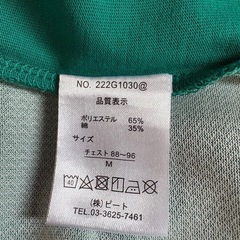 NO. 222G1030@
品質表示
ポリエステル 65%
綿 35%
サイズ
チェスト 88〜96
M
40
(株)ビート
TEL.03-3625-7461